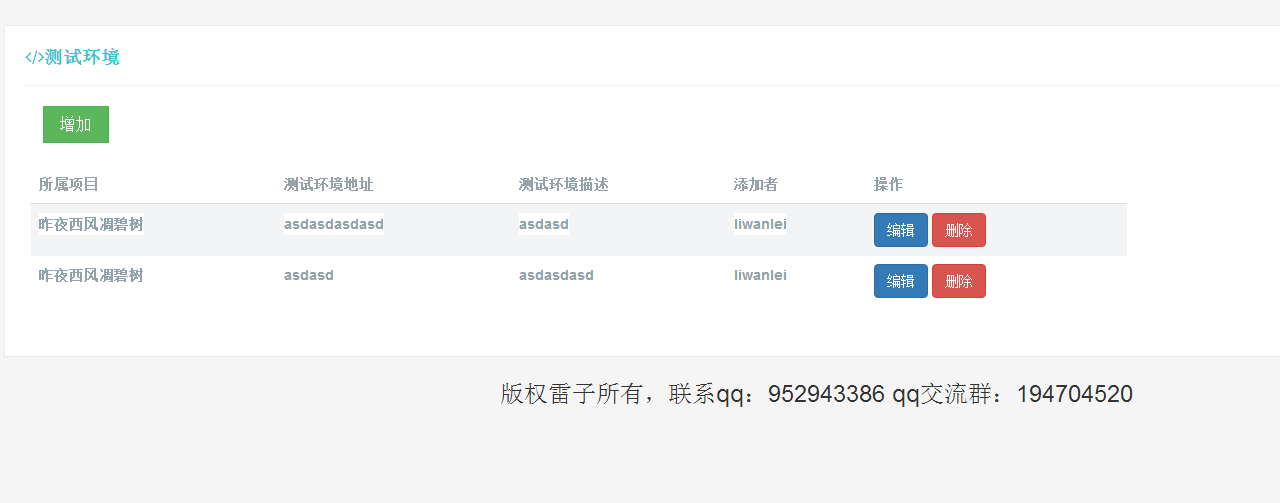 </>测试环境
增加
所属项目 测试环境地址 测试环境描述 添加者 操作
昨夜西风凋碧树 asdasdasdasd asdasd liwanlei 编辑 删除
昨夜西风凋碧树 asdasd asdasdasd liwanlei 编辑 删除
版权雷子所有，联系qq：952943386 qq交流群：194704520